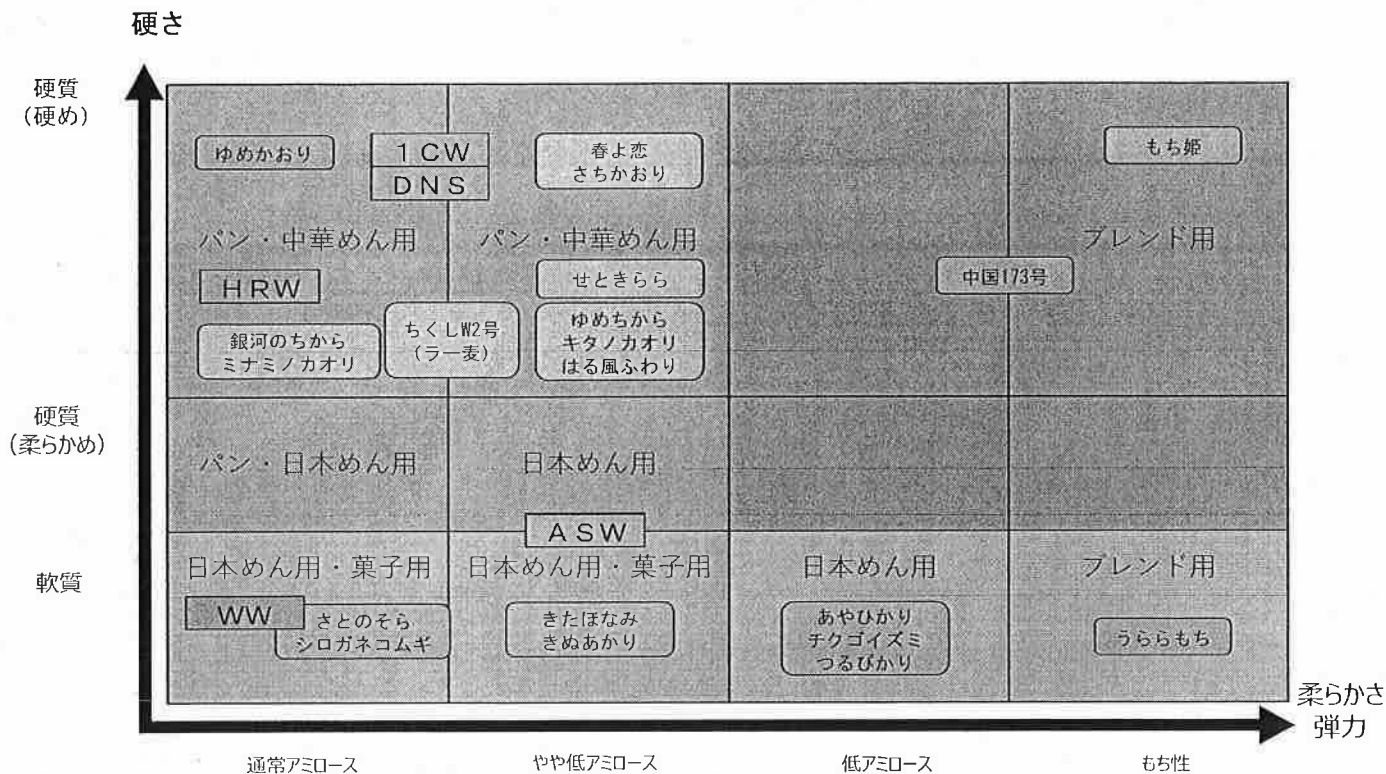 硬さ
硬質
(硬め)
ゆめかおり
1CW
DNS
春よ恋
さちかおり
もち姫
パン・中華めん用
パン・中華めん用
ブレンド用
HRW
せときらら
中国173号
銀河のちから
ミナミノカオリ
ちくしW2号
(ラー麦)
ゆめちから
キタノカオリ
はる風ふわり
硬質
(柔らかめ)
パン・日本めん用
日本めん用
ASW
軟質
日本めん用・菓子用
日本めん用・菓子用
日本めん用
ブレンド用
WW
さとのそら
シロガネコムギ
きたほなみ
きぬあかり
あやひかり
チクゴイズミ
つるぴかり
うららもち
柔らかさ
弾力
通常アミロース
やや低アミロース
低アミロース
もち性